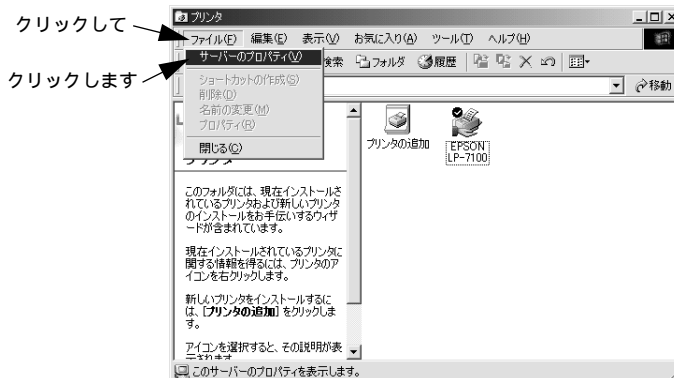 プリンタ
クリックして
ファイル(F) 編集(E) 表示(V) お気に入り(A) ツール(T) ヘルプ(H)
クリックします
サーバーのプロパティ(V)
検索 フォルダ 履歴
ショートカットの作成(S)
削除(D)
名前の変更(M)
プロパティ(R)
閉じる(C)
移動
プリンタ
プリンタの追加
EPSON
LP-7100
このフォルダには、現在インストールさ
れているプリンタおよび新しいプリンタ
のインストールをお手伝いするウィザ
ードが含まれています。
現在インストールされているプリンタに
関する情報を得るには、プリンタのア
イコンを右クリックします。
新しいプリンタをインストールするに
は、[プリンタの追加] をクリックしま
す。
アイコンを選択すると、その説明が表
示されます
このサーバーのプロパティを表示します。